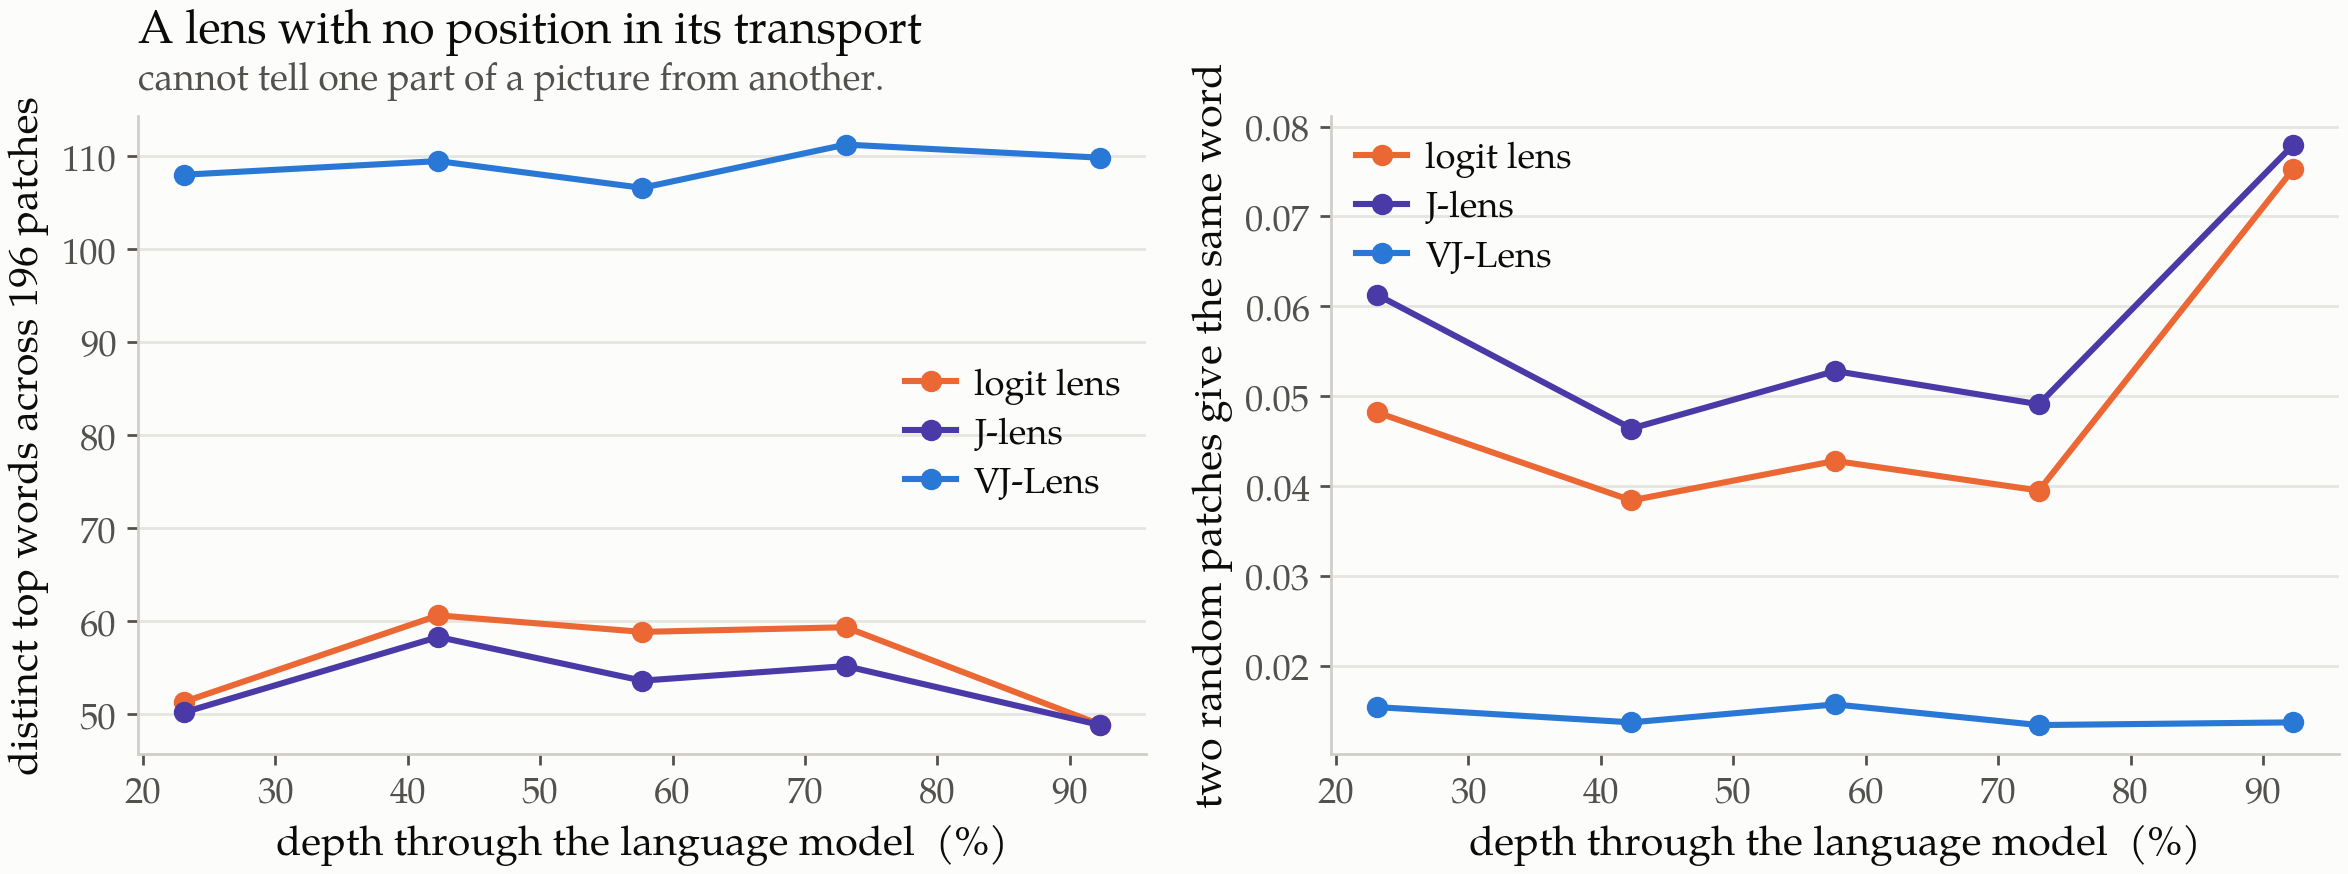 A lens with no position in its transport
cannot tell one part of a picture from another.
distinct top words across 196 patches
110
100
90
80
70
60
50
logit lens
J-lens
VJ-Lens
20 30 40 50 60 70 80 90
depth through the language model (%)
two random patches give the same word
0.08
0.07
0.06
0.05
0.04
0.03
0.02
logit lens
J-lens
VJ-Lens
20 30 40 50 60 70 80 90
depth through the language model (%)